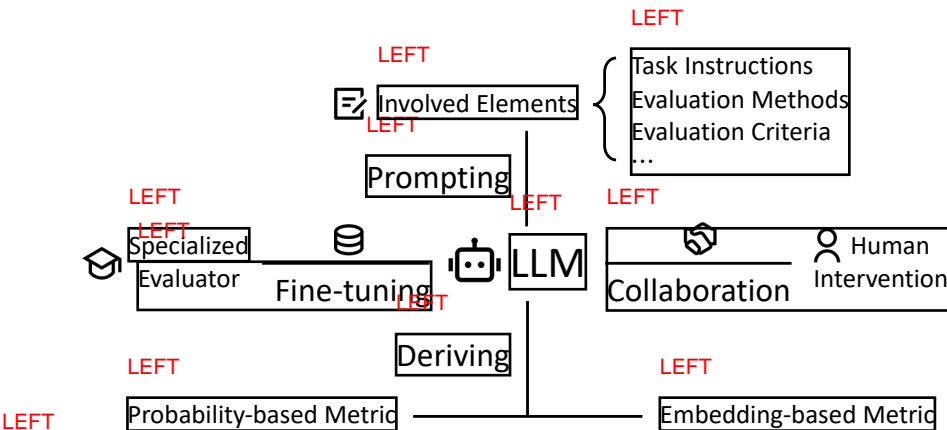 LEFT
LEFT
Task Instructions
Involved Elements
Evaluation Methods
Evaluation Criteria
...
LEFT
Prompting
LEFT
LEFT
LEFT
LEFT
Specialized
Evaluator
Fine-tuning
LLM
Collaboration
Human
Intervention
LEFT
Deriving
LEFT
LEFT
LEFT
Probability-based Metric
Embedding-based Metric